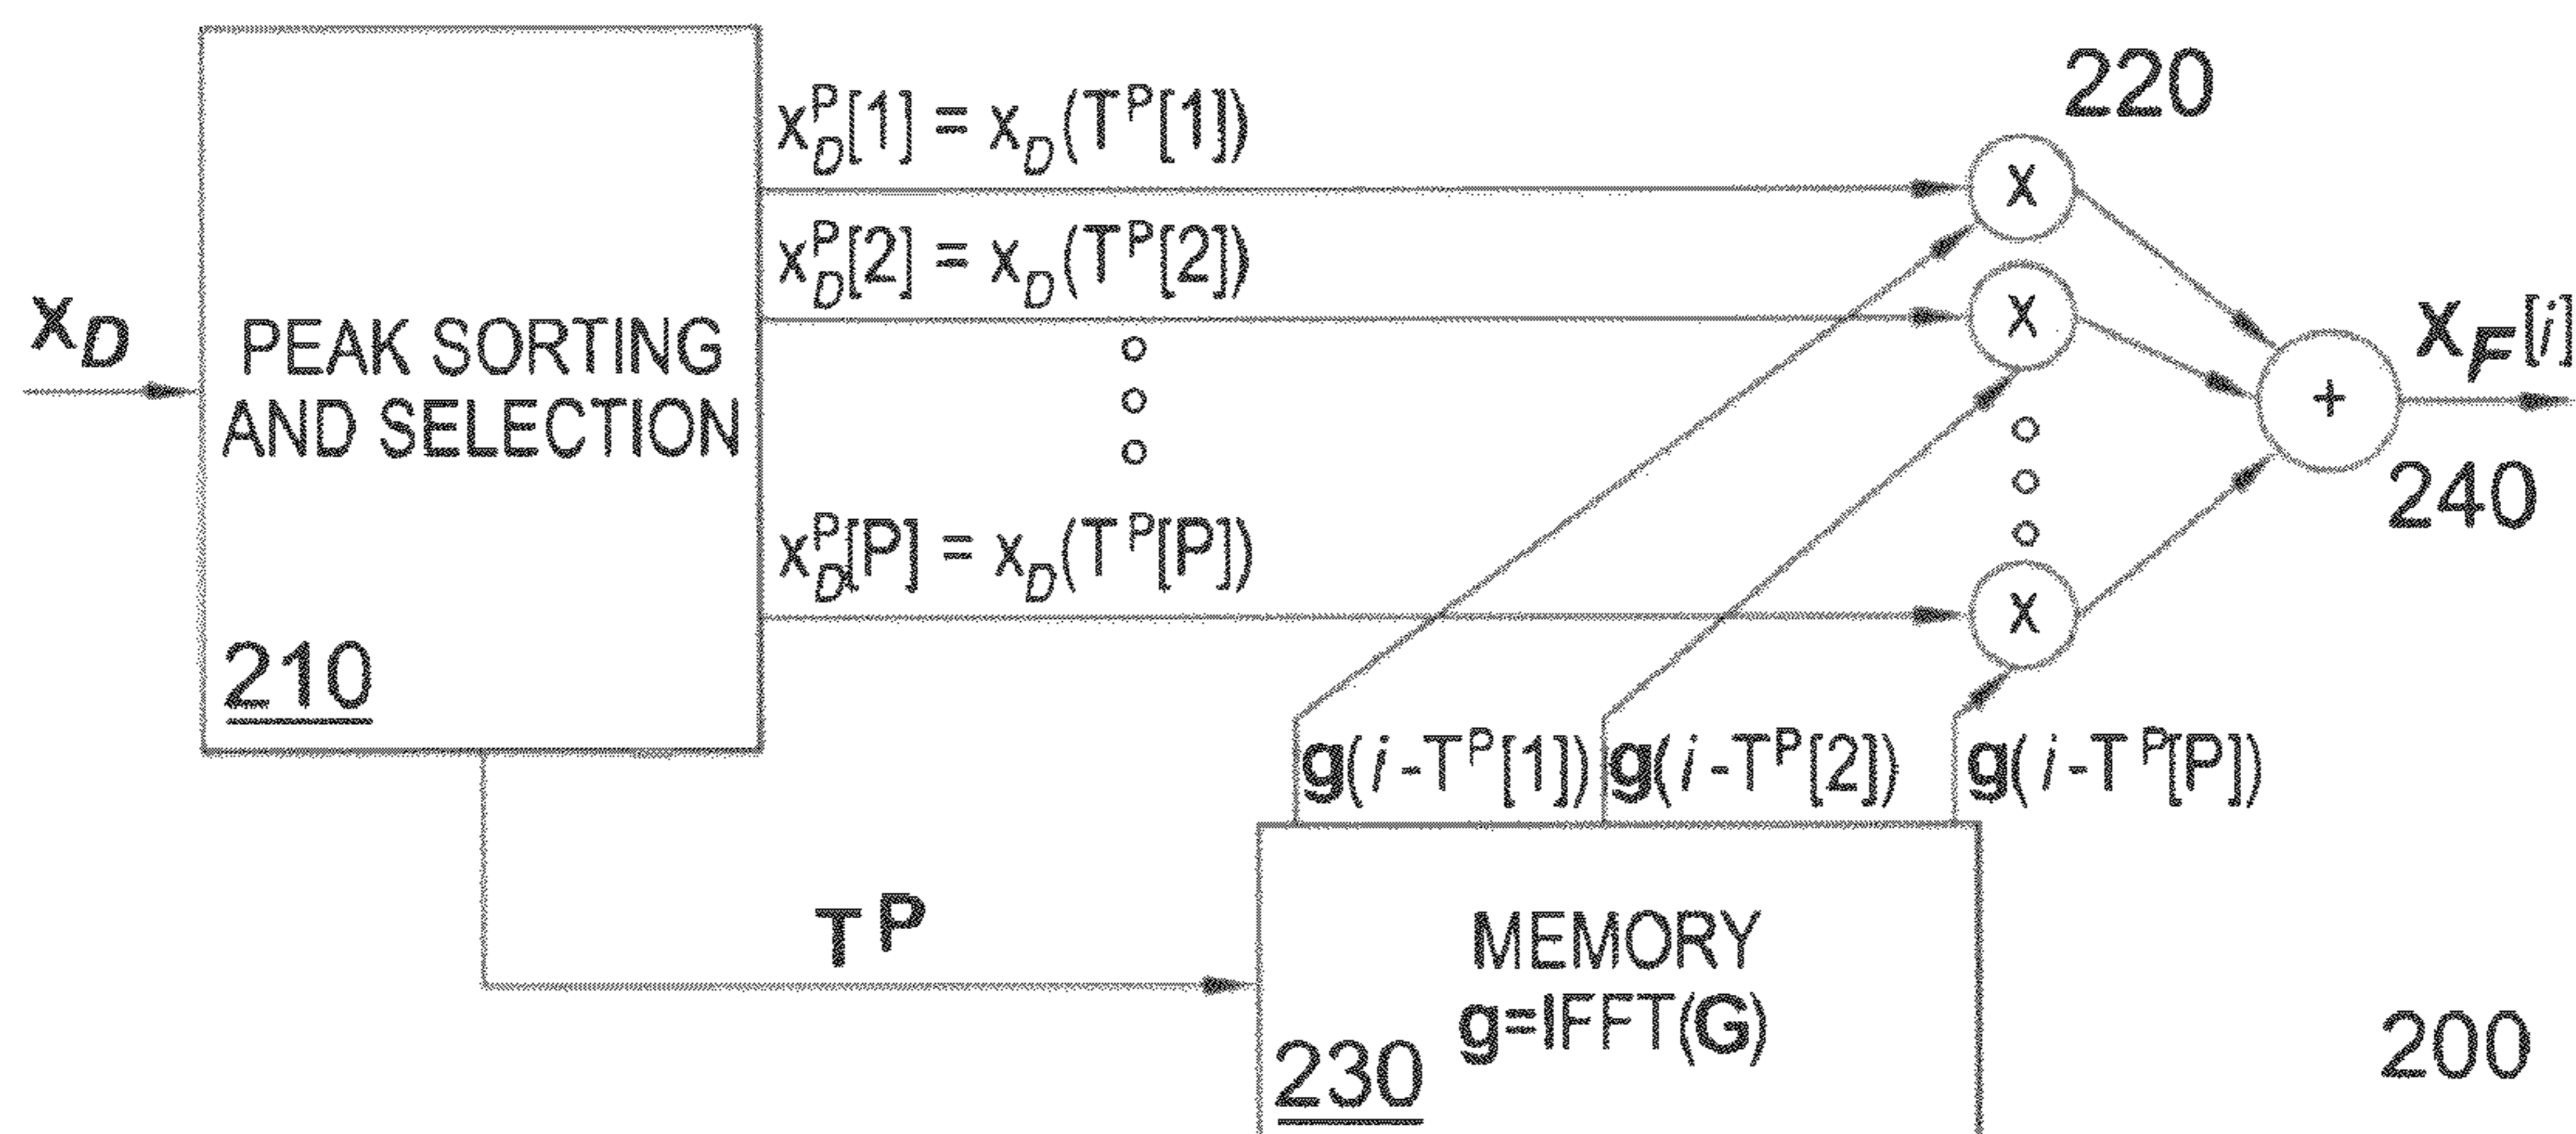 220
x_D^P[1] = x_D(T^P[1])
X
x_D^P[2] = x_D(T^P[2])
X
x_D
PEAK SORTING
AND SELECTION
+
x_F[i]
240
x_D^P[P] = x_D(T^P[P])
X
210
g(i-T^P[1])
g(i-T^P[2])
g(i-T^P[P])
T^P
MEMORY
g=IFFT(G)
230
200